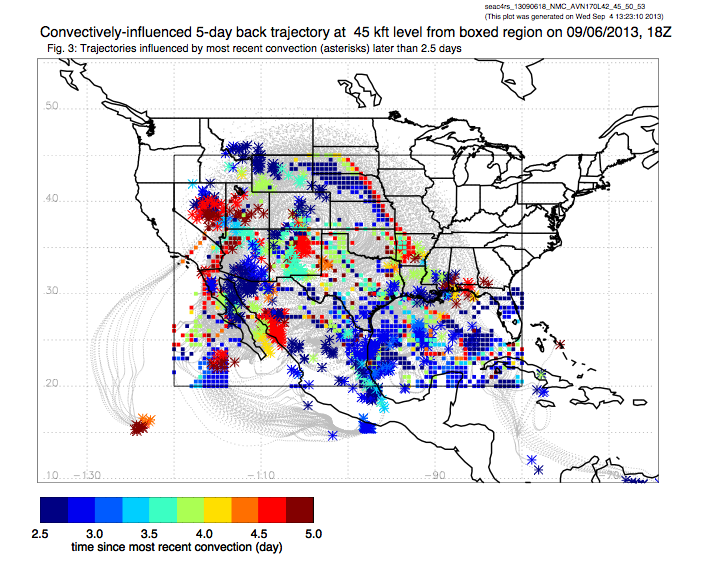 seac4rs_13090618_NMC_AVN170L42_45_50_53
(This plot was generated on Wed Sep 4 13:23:10 2013)
Convectively-influenced 5-day back trajectory at 45 kft level from boxed region on 09/06/2013, 18Z
Fig. 3: Trajectories influenced by most recent convection (asterisks) later than 2.5 days
50
40
30
20
10 -130 -110 -90 -70
2.5 3.0 3.5 4.0 4.5 5.0
time since most recent convection (day)